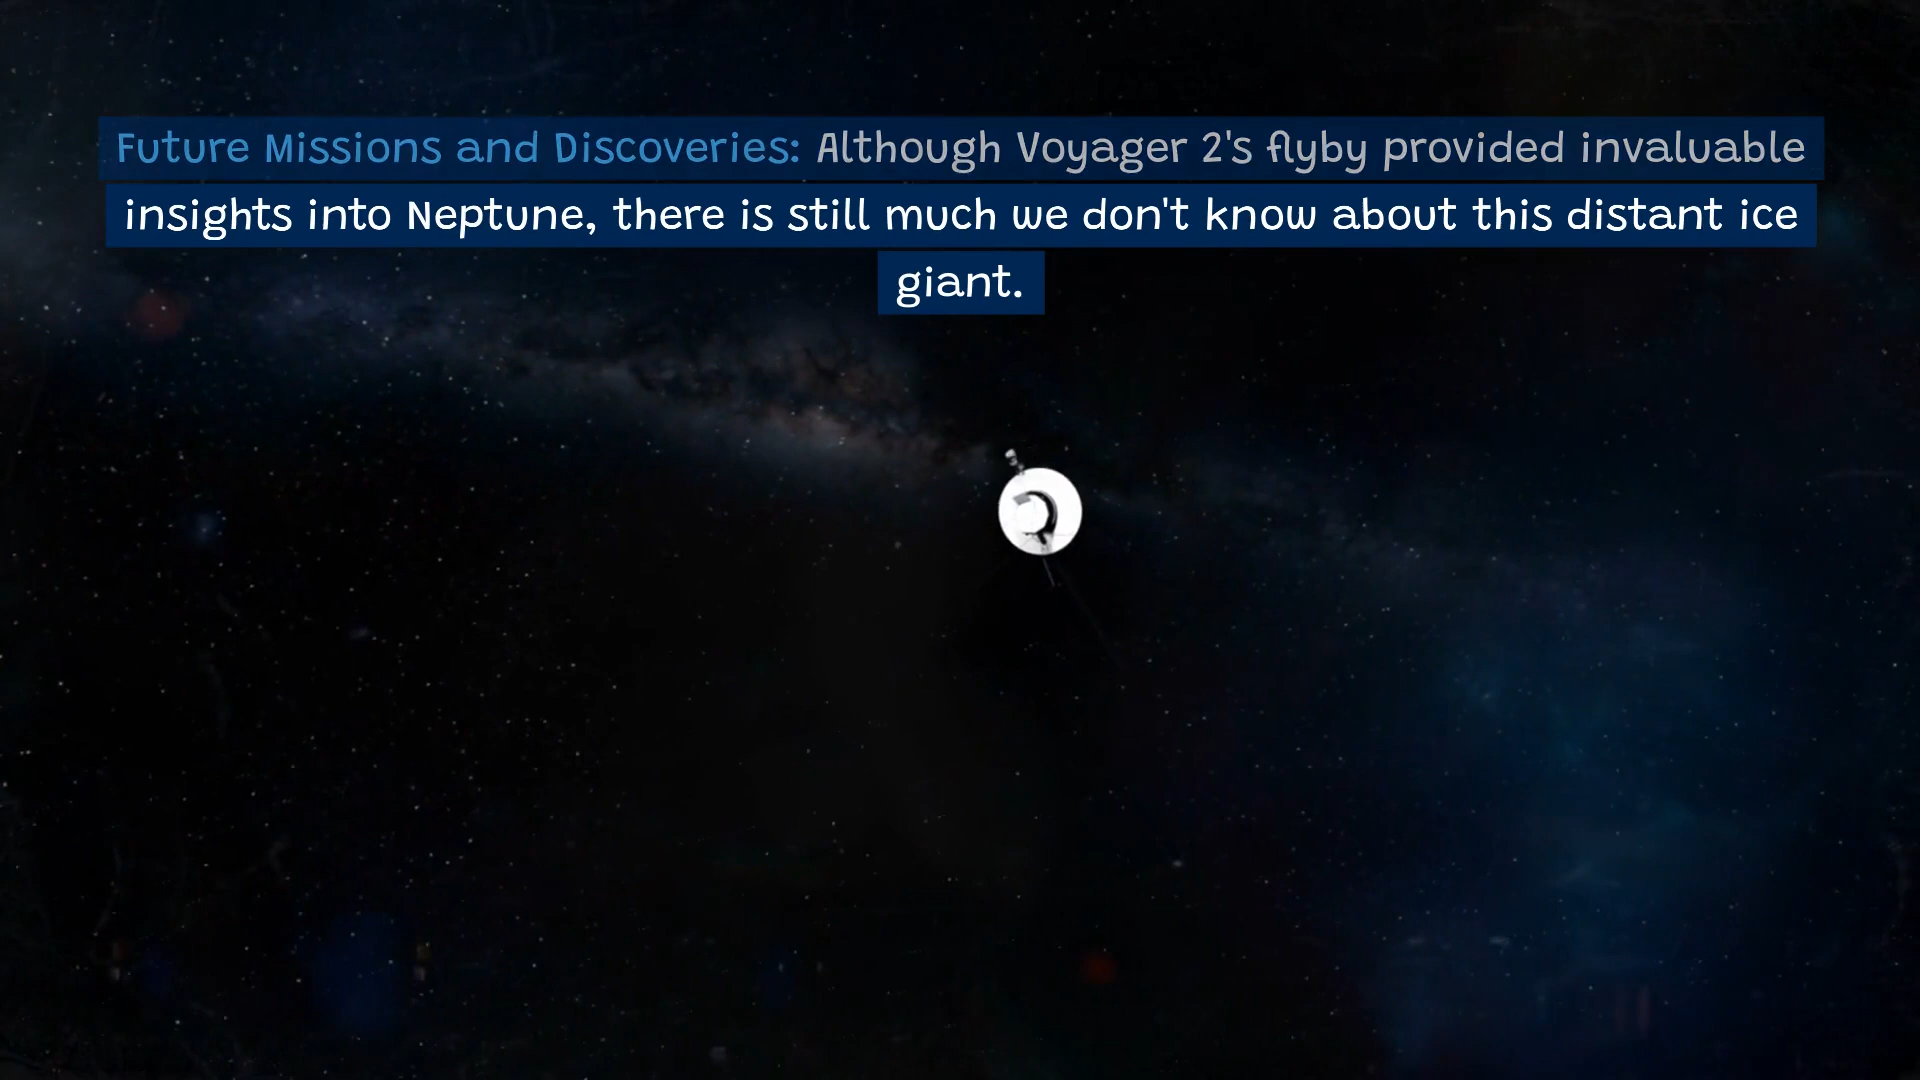 Future Missions and Discoveries: Although Voyager 2's flyby provided invaluable
insights into Neptune, there is still much we don't know about this distant ice
giant.